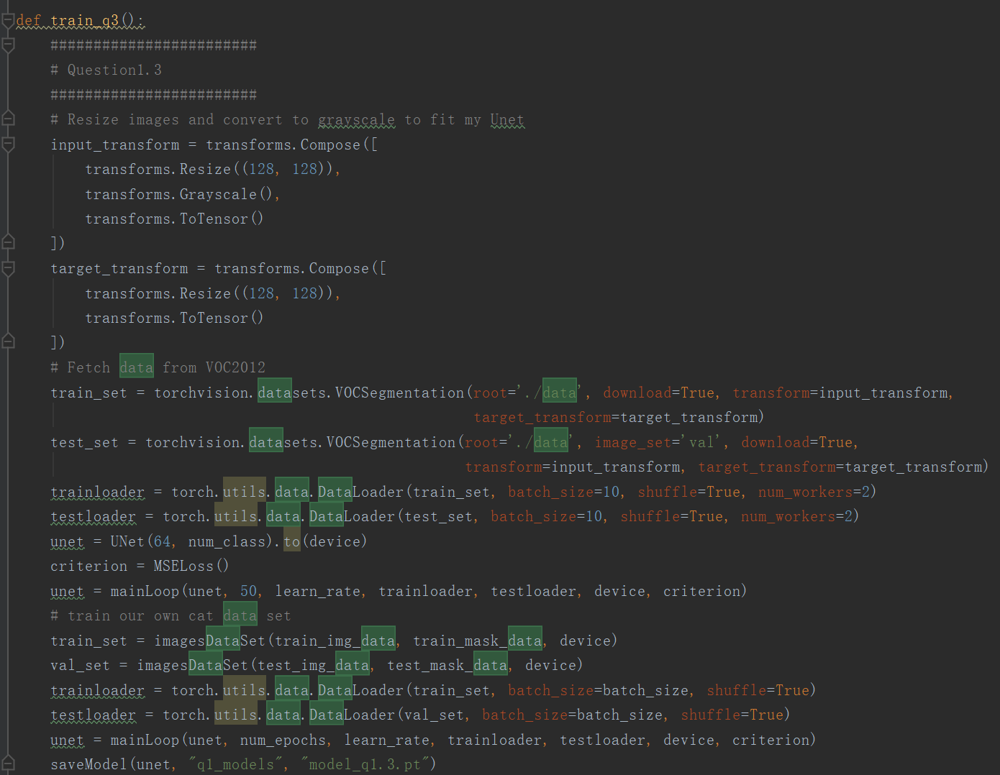 def train_q3():
    ########################
    # Question1.3
    ########################
    # Resize images and convert to grayscale to fit my Unet
    input_transform = transforms.Compose([
        transforms.Resize((128, 128)),
        transforms.Grayscale(),
        transforms.ToTensor()
    ])
    target_transform = transforms.Compose([
        transforms.Resize((128, 128)),
        transforms.ToTensor()
    ])
    # Fetch data from VOC2012
    train_set = torchvision.datasets.VOCSegmentation(root='./data', download=True, transform=input_transform,
                                                     target_transform=target_transform)
    test_set = torchvision.datasets.VOCSegmentation(root='./data', image_set='val', download=True,
                                                    transform=input_transform, target_transform=target_transform)
    trainloader = torch.utils.data.DataLoader(train_set, batch_size=10, shuffle=True, num_workers=2)
    testloader = torch.utils.data.DataLoader(test_set, batch_size=10, shuffle=True, num_workers=2)
    unet = UNet(64, num_class).to(device)
    criterion = MSELoss()
    unet = mainLoop(unet, 50, learn_rate, trainloader, testloader, device, criterion)
    # train our own cat data set
    train_set = imagesDataSet(train_img_data, train_mask_data, device)
    val_set = imagesDataSet(test_img_data, test_mask_data, device)
    trainloader = torch.utils.data.DataLoader(train_set, batch_size=batch_size, shuffle=True)
    testloader = torch.utils.data.DataLoader(val_set, batch_size=batch_size, shuffle=True)
    unet = mainLoop(unet, num_epochs, learn_rate, trainloader, testloader, device, criterion)
    saveModel(unet, "q1_models", "model_q1.3.pt")